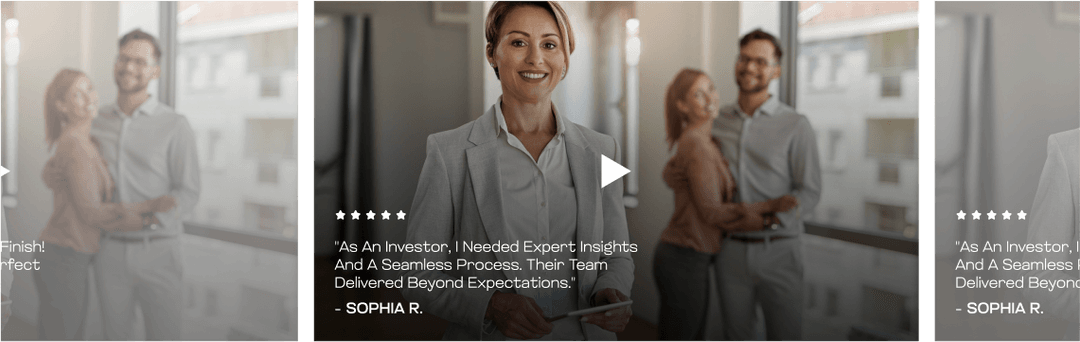 Finish!
rfect
"As An Investor, I Needed Expert Insights
And A Seamless Process. Their Team
Delivered Beyond Expectations."
- SOPHIA R.
"As An Investor, I
And A Seamless
Delivered Beyond
- SOPHIA R.